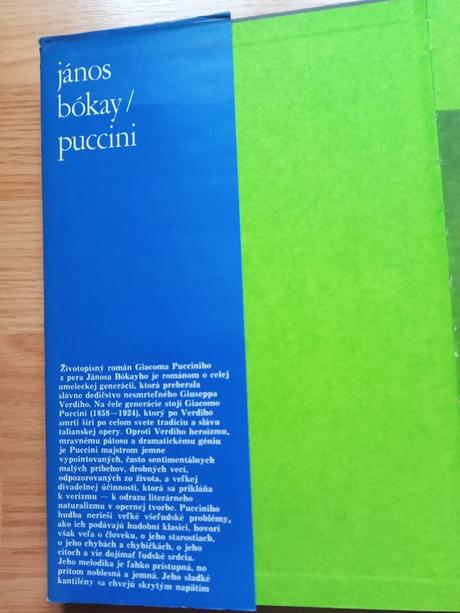 jános
bókay/
puccini
Životopisný román Giacoma Pucciniho
z pera Jánosa Bókayho je románom o celej
umeleckej generácii, ktorá preberala
slávne dedičstvo nesmrteľného Giuseppa
Verdiho. Na čele generácie stojí Giacomo
Puccini (1858—1924), ktorý po Verdiho
smrti šíri po celom svete tradíciu a slávu
talianskej opery. Oproti Verdiho heroizmu,
mravnému pátosu a dramatickému géniu
je Puccini majstrom jemne
vypointovaných, často sentimentálnych
malých príbehov, drobných vecí,
odpozorovaných zo života, a veľkej
divadelnej účinnosti, ktorá sa prikláňa
k verizmu — k odrazu literárneho
naturalizmu v opernej tvorbe. Pucciniho
hudba nerieši veľké všeľudské problémy,
ako ich podávajú hudobní klasici, hovorí
však veľa o človeku, o jeho starostiach,
o jeho chybách a chybičkách, o jeho
citoch a vie dojímať ľudské srdcia.
Jeho melodika je ľahko prístupná, no
pritom noblesná a jemná. Jeho sladké
kantilény sa chvejú skrytým napätím